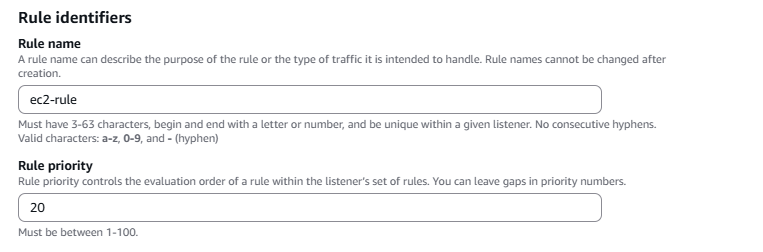 Rule identifiers
Rule name
A rule name can describe the purpose of the rule or the type of traffic it is intended to handle. Rule names cannot be changed after
creation.
ec2-rule
Must have 3-63 characters, begin and end with a letter or number, and be unique within a given listener. No consecutive hyphens.
Valid characters: a-z, 0-9, and - (hyphen)
Rule priority
Rule priority controls the evaluation order of a rule within the listener's set of rules. You can leave gaps in priority numbers.
20
Must be between 1-100.